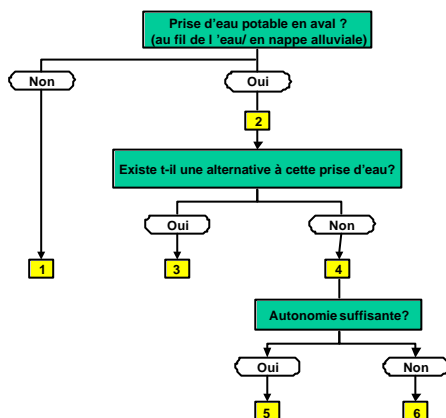 Prise d'eau potable en aval ?
(au fil de l 'eau/ en nappe alluviale)
Non
Oui
2
Existe t-il une alternative à cette prise d'eau?
Oui
Non
1
3
4
Autonomie suffisante?
Oui
Non
5
6